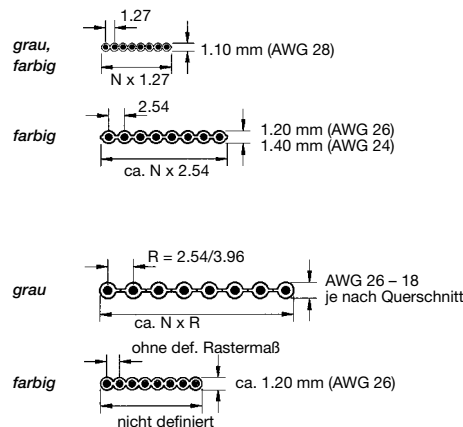 1.27
grau,
farbig
1.10 mm (AWG 28)
N x 1.27
2.54
farbig
1.20 mm (AWG 26)
1.40 mm (AWG 24)
ca. N x 2.54
R = 2.54/3.96
grau
AWG 26 – 18
je nach Querschnitt
ca. N x R
ohne def. Rastermaß
farbig
ca. 1.20 mm (AWG 26)
nicht definiert